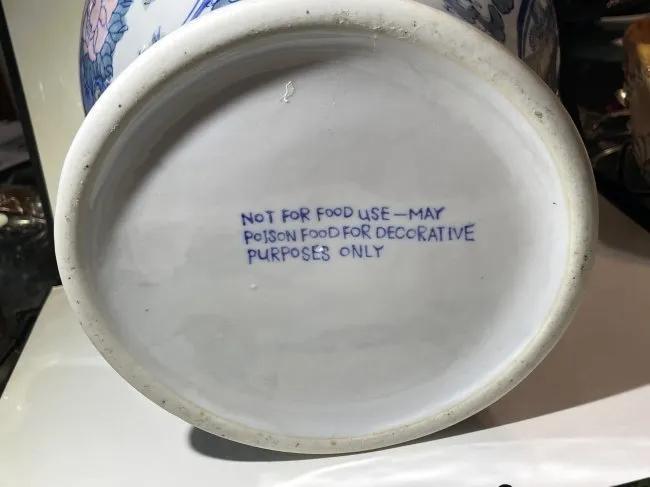 NOT FOR FOOD USE—MAY
POISON FOOD FOR DECORATIVE
PURPOSES ONLY